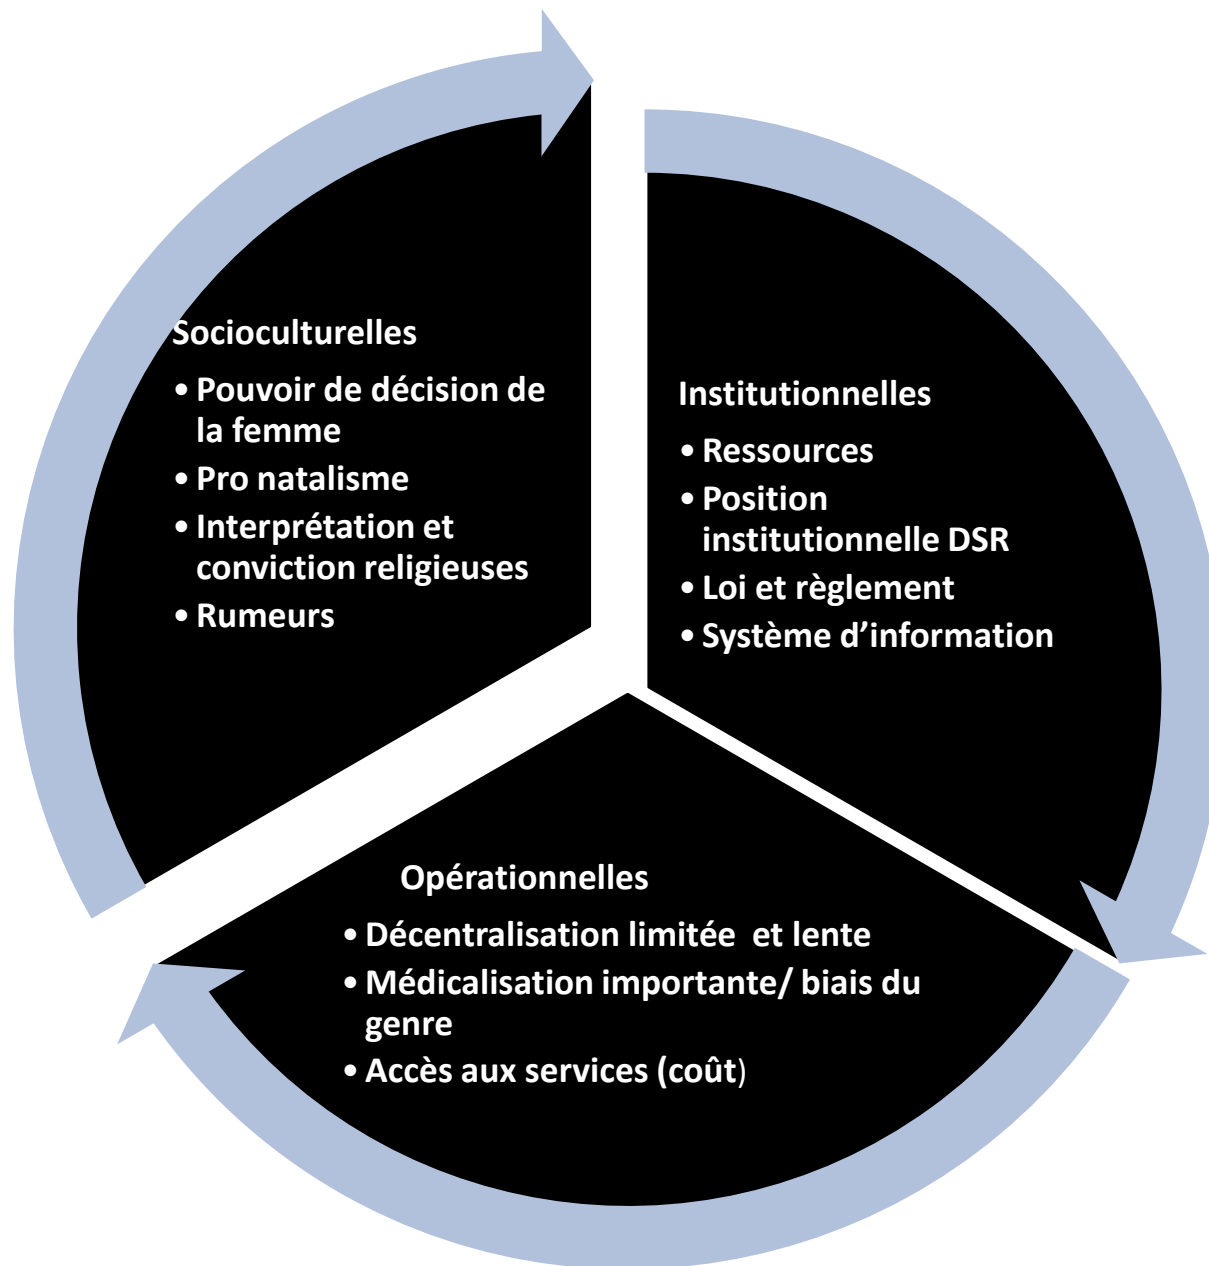 Socioculturelles
• Pouvoir de décision de
la femme
• Pro natalisme
• Interprétation et
conviction religieuses
• Rumeurs
Institutionnelles
• Ressources
• Position
institutionnelle DSR
• Loi et règlement
• Système d’information
Opérationnelles
• Décentralisation limitée et lente
• Médicalisation importante/ biais du
genre
• Accès aux services (coût)